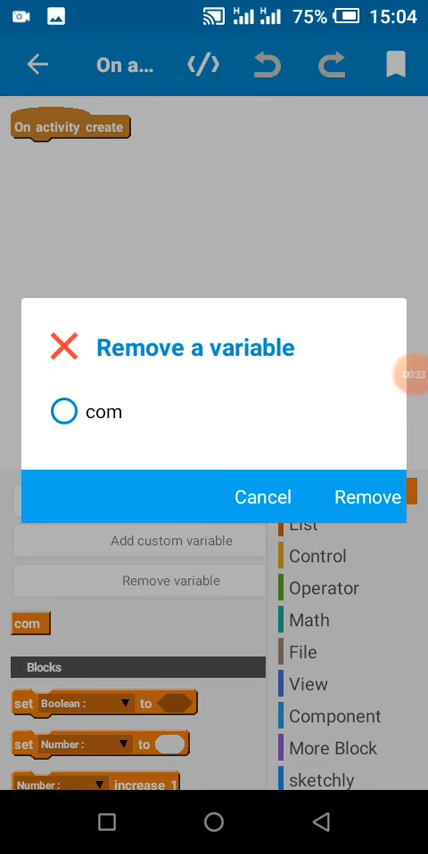 H H 75% 15:04
On a...
On activity create
Remove a variable
00:33
com
Cancel Remove
List
Add custom variable
Control
Remove variable
Operator
com
Math
File
Blocks
View
set Boolean : to
Component
set Number : to
More Block
Number : increase 1
sketchly